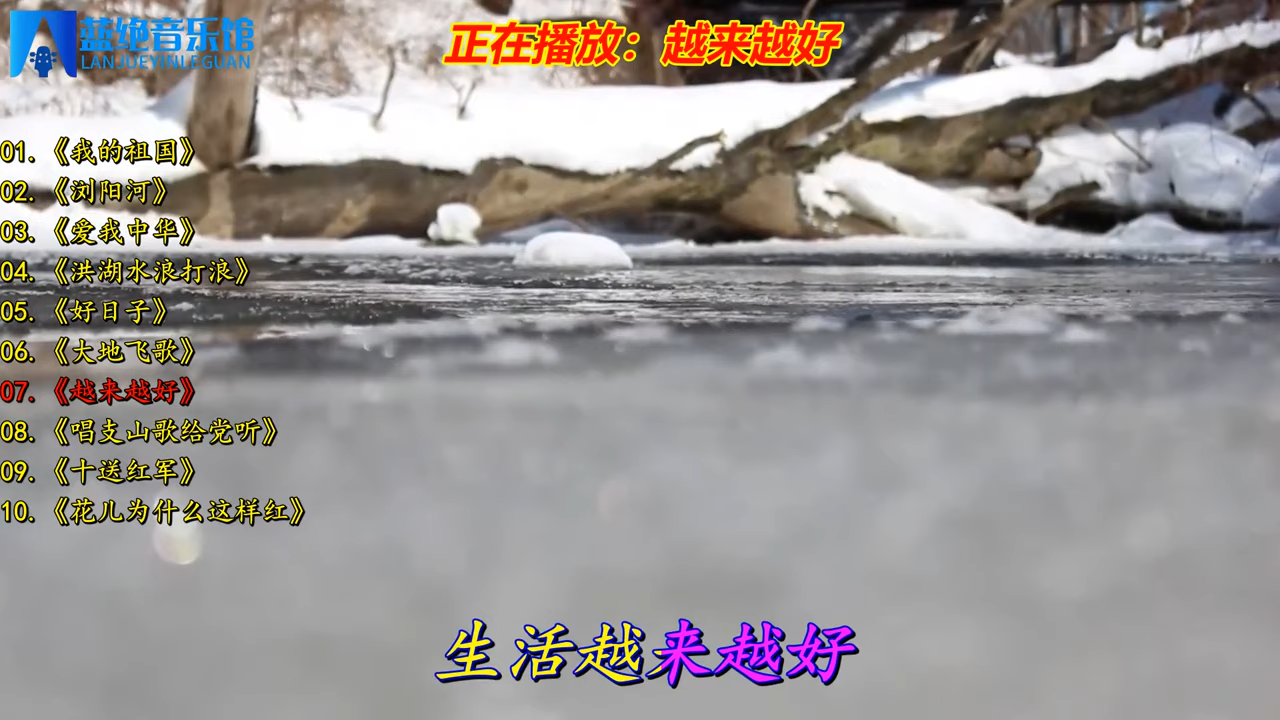 蓝绝音乐馆
LANJUEYINLEGUAN
正在播放：越来越好
01.《我的祖国》
02.《浏阳河》
03.《爱我中华》
04.《洪湖水浪打浪》
05.《好日子》
06.《大地飞歌》
07.《越来越好》
08.《唱支山歌给党听》
09.《十送红军》
10.《花儿为什么这样红》
生活越来越好